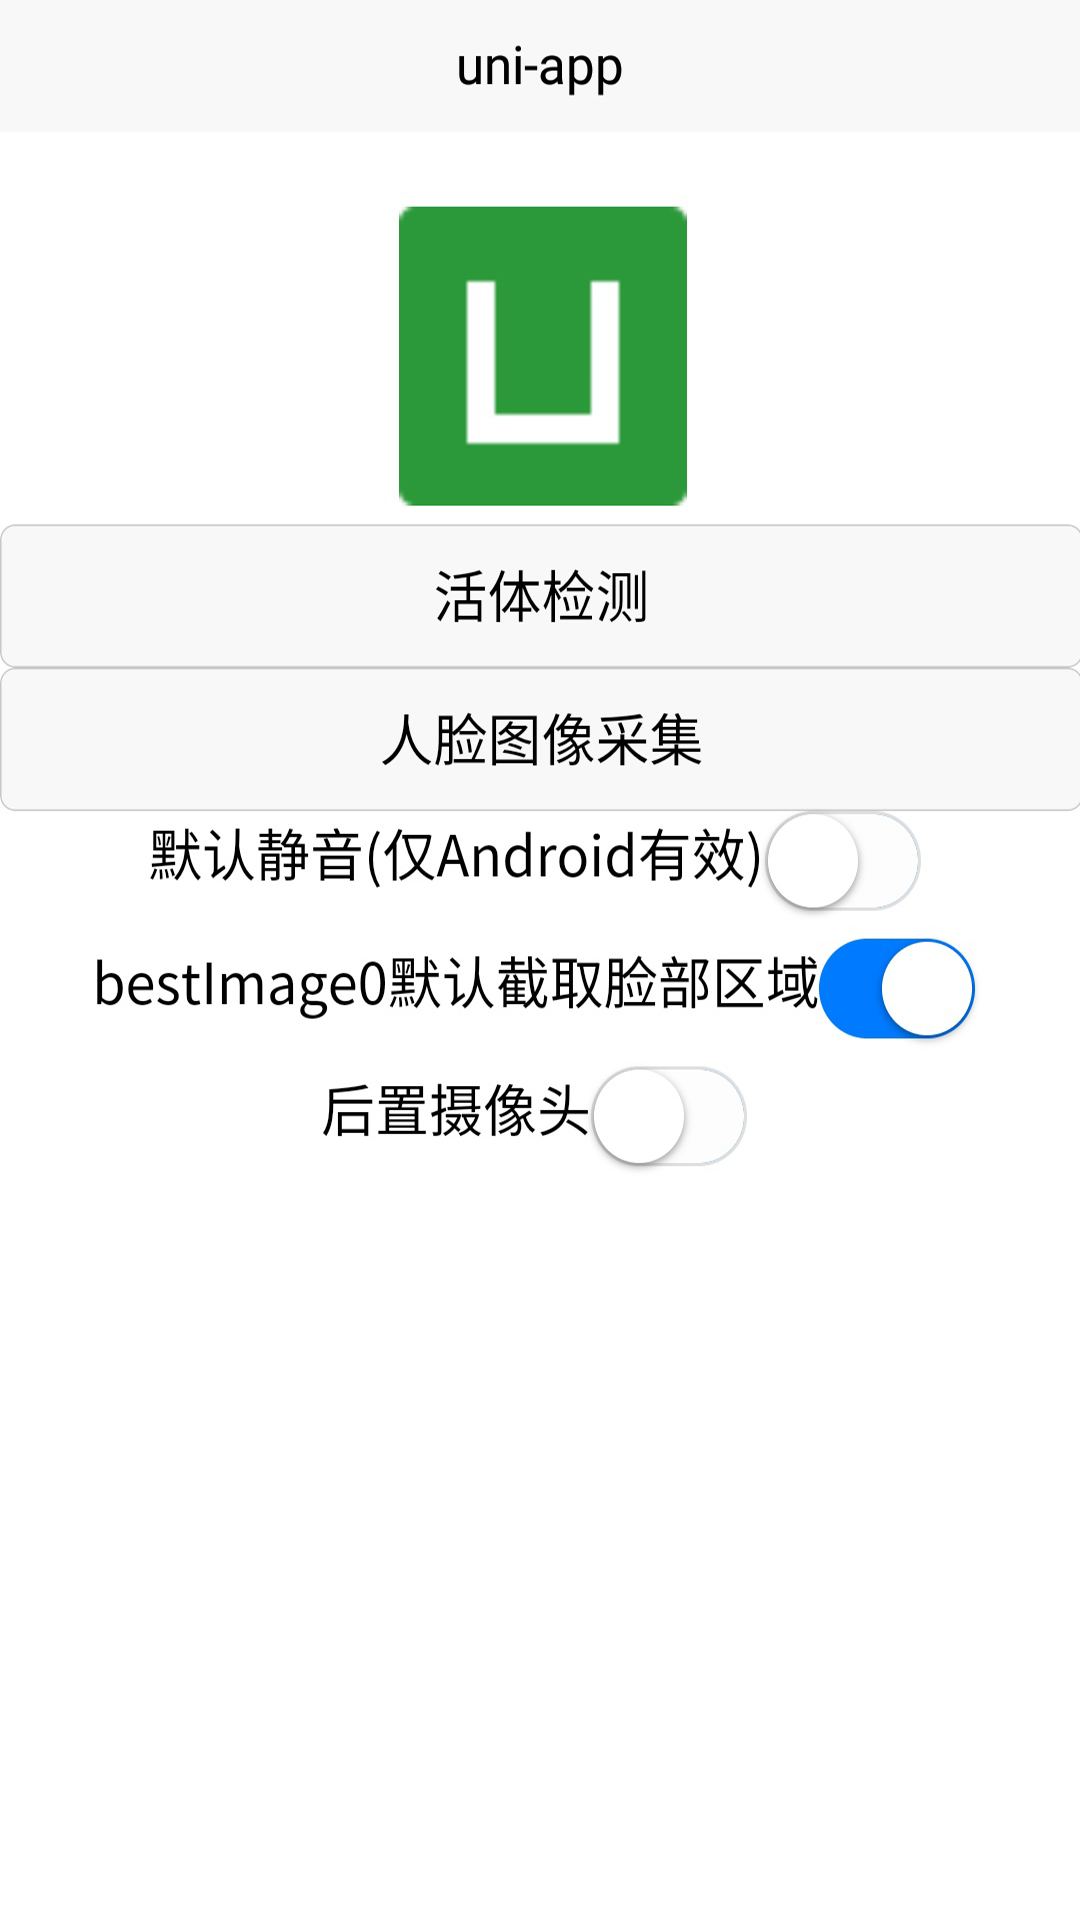 uni-app
活体检测
人脸图像采集
默认静音(仅Android有效)
bestImage0默认截取脸部区域
后置摄像头